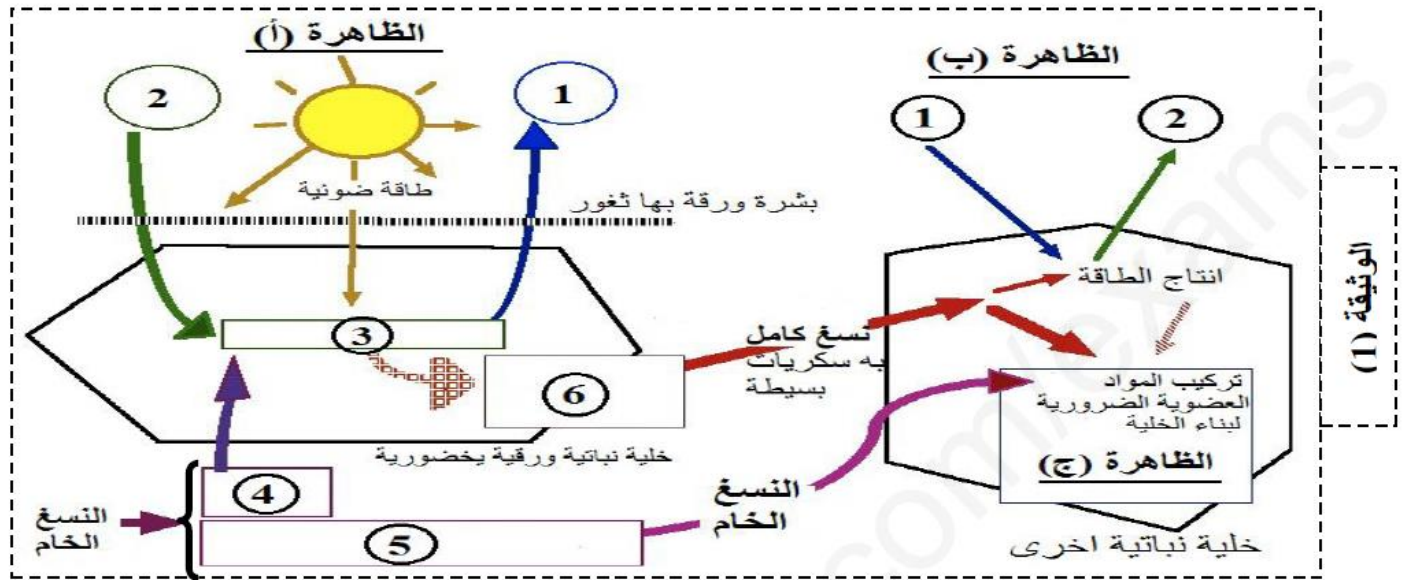 الظاهرة (أ)
2
1
طاقة ضوئية
بشرة ورقة بها ثغور
3
6
خلية نباتية ورقية يخضورية
4
5
النسغ
الخام
نسغ كامل
به سكريات
بسيطة
النسغ
الخام
الظاهرة (ب)
1
2
انتاج الطاقة
تركيب المواد
العضوية الضرورية
لبناء الخلية
الظاهرة (ج)
خلية نباتية اخرى
الوثيقة (1)
com/exams